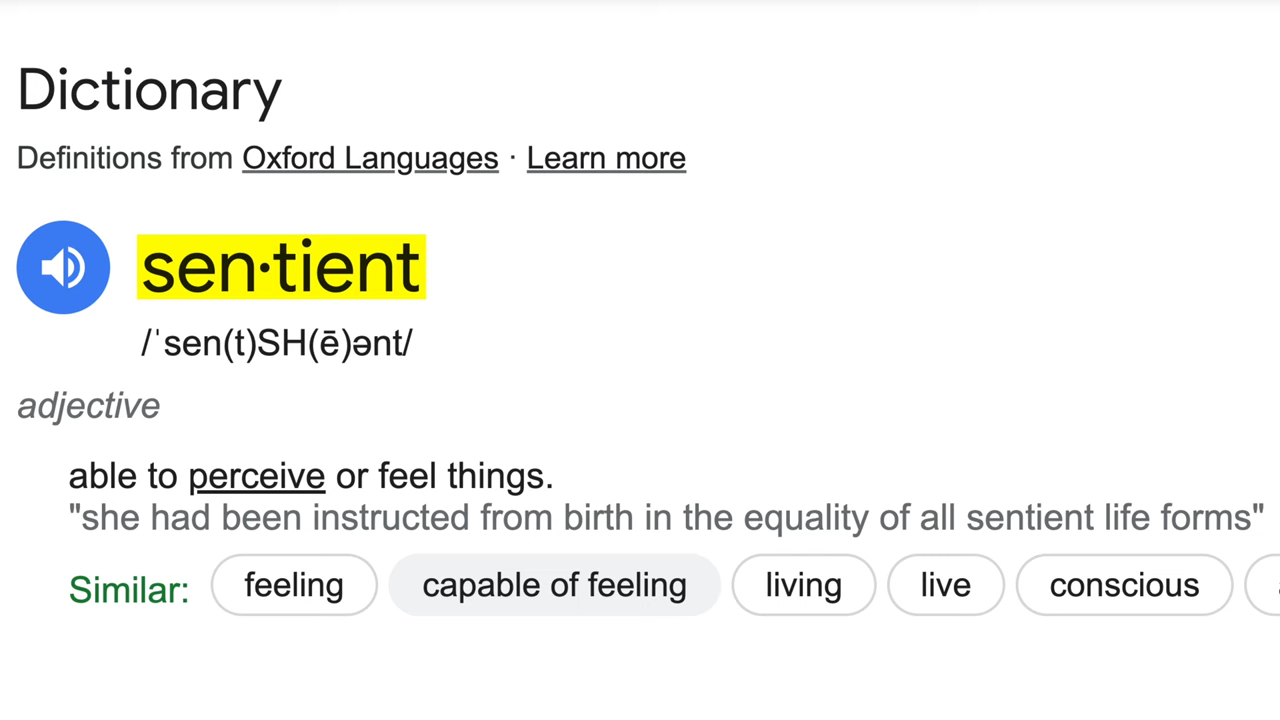 Dictionary
Definitions from Oxford Languages · Learn more
sen·tient
/ˈsen(t)SH(ē)ənt/
adjective
able to perceive or feel things.
"she had been instructed from birth in the equality of all sentient life forms"
Similar: feeling capable of feeling living live conscious